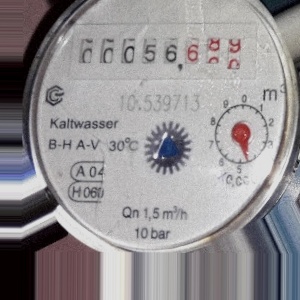 00056,6
m³
10.539713
Kaltwasser
B-H A-V 30°C
A 04
H 060
Qn 1,5 m³/h
10 bar